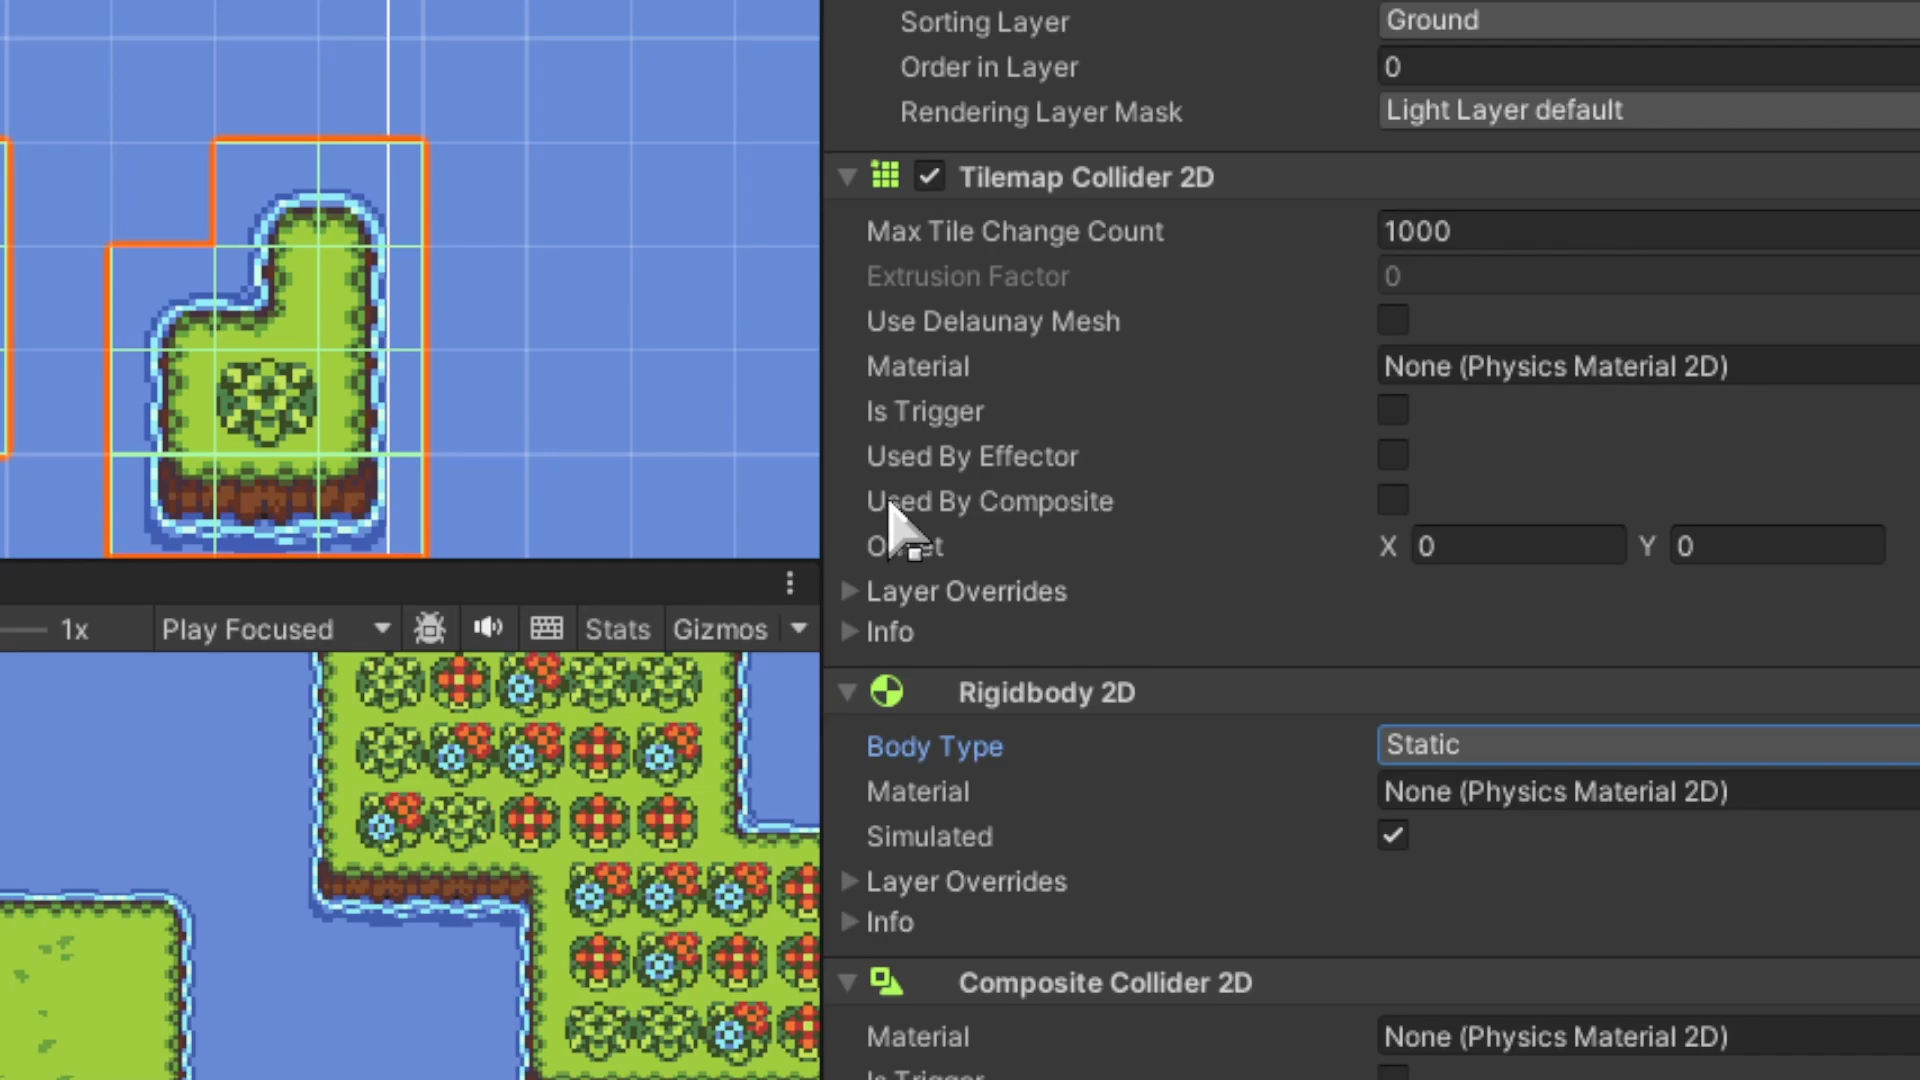 Sorting Layer Ground
Order in Layer 0
Rendering Layer Mask Light Layer default
Tilemap Collider 2D
Max Tile Change Count 1000
Extrusion Factor 0
Use Delaunay Mesh
Material None (Physics Material 2D)
Is Trigger
Used By Effector
Used By Composite
X 0 Y 0
Layer Overrides
Info
1x Play Focused Stats Gizmos
Rigidbody 2D
Body Type Static
Material None (Physics Material 2D)
Simulated
Layer Overrides
Info
Composite Collider 2D
Material None (Physics Material 2D)
Is Trigger